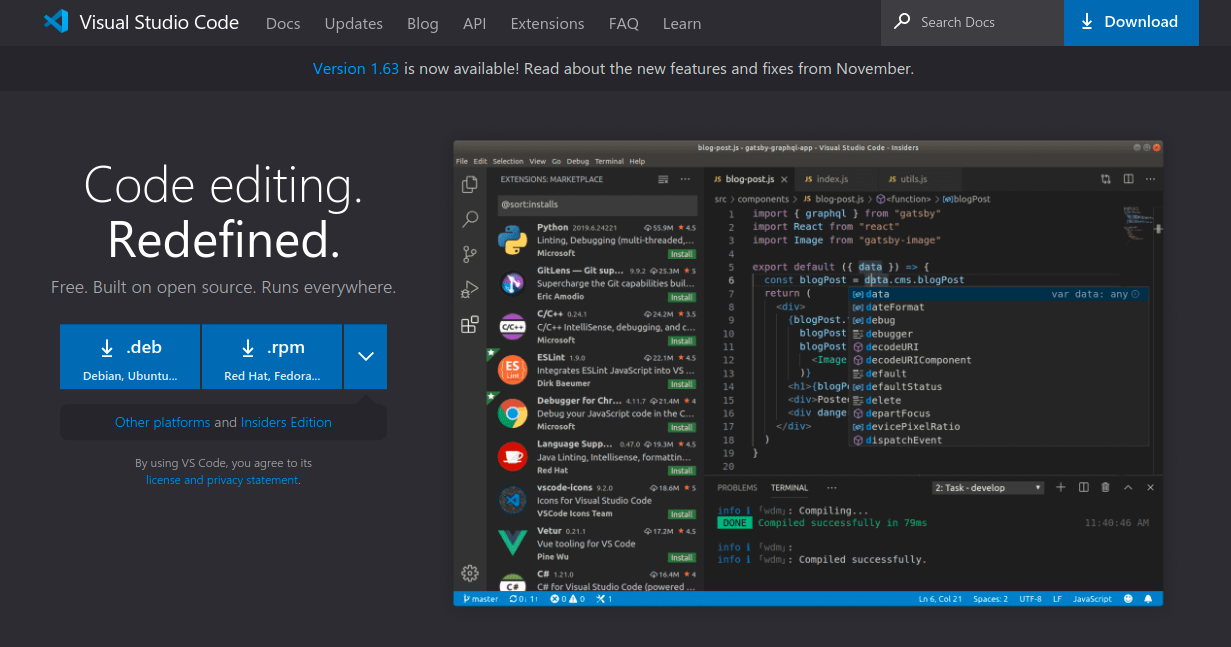 Visual Studio Code Docs Updates Blog API Extensions FAQ Learn Search Docs Download
Version 1.63 is now available! Read about the new features and fixes from November.
Code editing.
Redefined.
Free. Built on open source. Runs everywhere.
.deb
Debian, Ubuntu...
.rpm
Red Hat, Fedora...
Other platforms and Insiders Edition
By using VS Code, you agree to its
license and privacy statement.
blog-post.js - gatsby-graphql-app - Visual Studio Code - Insiders
File Edit Selection View Go Debug Terminal Help
EXTENSIONS: MARKETPLACE
@sort:installs
Python 2019.6.24221 55.9M 4.5
Linting, Debugging (multi-threaded,...
Microsoft Install
GitLens — Git sup... 9.9.2 25.3M 5
Supercharge the Git capabilities buil...
Eric Amodio Install
C/C++ 0.24.1 24.2M 3.5
C/C++ IntelliSense, debugging, and c...
Microsoft Install
ESLint 1.9.0 22.1M 4.5
Integrates ESLint JavaScript into VS ...
Dirk Baeumer Install
Debugger for Chr... 4.11.7 21.4M 4
Debug your JavaScript code in the C...
Microsoft Install
Language Supp... 0.47.0 19.3M 4.5
Java Linting, Intellisense, formattin...
Red Hat Install
vscode-icons 9.2.0 18.6M 5
Icons for Visual Studio Code
VSCode Icons Team Install
Vetur 0.21.1 17.2M 4.5
Vue tooling for VS Code
Pine Wu Install
C# 1.21.0 16.4M 4
C# for Visual Studio Code (powered ...
JS blog-post.js JS index.js JS utils.js
src > components > JS blog-post.js > <function> > blogPost
1 import { graphql } from "gatsby"
2 import React from "react"
3 import Image from "gatsby-image"
4
5 export default ({ data }) => {
6 const blogPost = data.cms.blogPost
7 return (
8 <div>
9 {blogPost.
10 blogPost
11 blogPost
12 <Image
13 )}
14 <h1>{blogP
15 <div>Poste
16 <div dange
17 </div>
18 )
19 }
20
data var data: any
dateFormat
debug
debugger
decodeURI
decodeURIComponent
default
defaultStatus
delete
departFocus
devicePixelRatio
dispatchEvent
PROBLEMS TERMINAL ... 2: Task - develop
info i ｢wdm｣: Compiling...
DONE Compiled successfully in 79ms 11:40:46 AM
info i ｢wdm｣:
info i ｢wdm｣: Compiled successfully.
master 0↓ 1↑ 0 0 1 Ln 6, Col 21 Spaces: 2 UTF-8 LF JavaScript